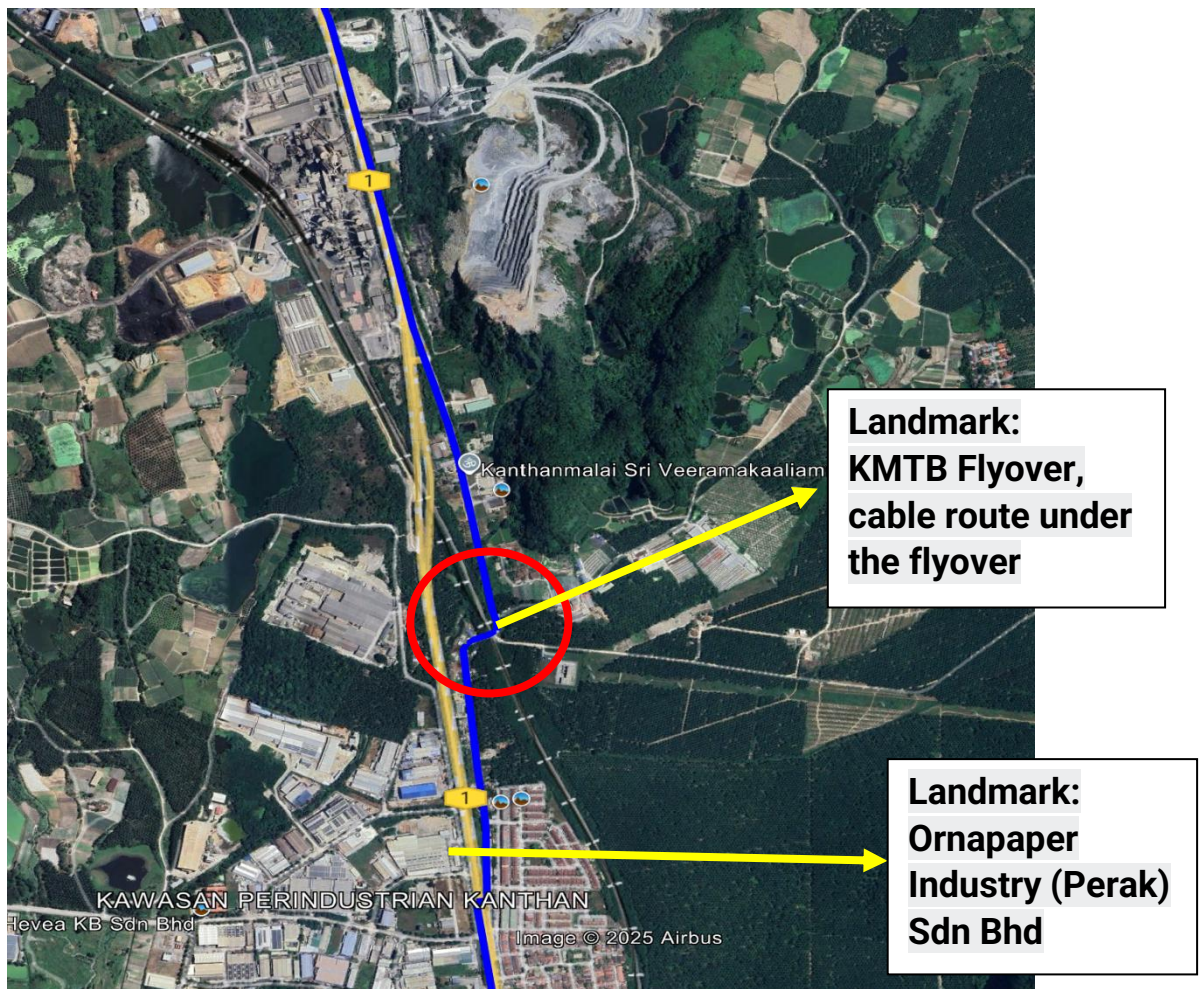 1
Kanthanmalai Sri Veeramakaaliam
Landmark:
KMTB Flyover,
cable route under
the flyover
1
Landmark:
Ornapaper
Industry (Perak)
Sdn Bhd
KAWASAN PERINDUSTRIAN KANTHAN
Hevea KB Sdn Bhd
Image © 2025 Airbus